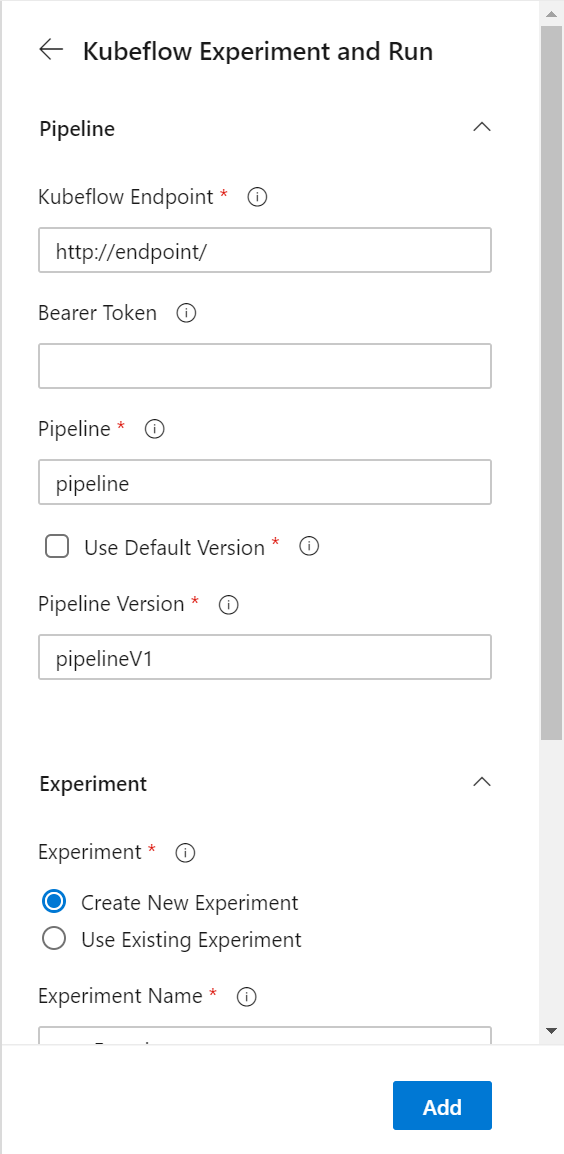 Kubeflow Experiment and Run
Pipeline
Kubeflow Endpoint *
http://endpoint/
Bearer Token
Pipeline *
pipeline
Use Default Version *
Pipeline Version *
pipelineV1
Experiment
Experiment *
Create New Experiment
Use Existing Experiment
Experiment Name *
Add